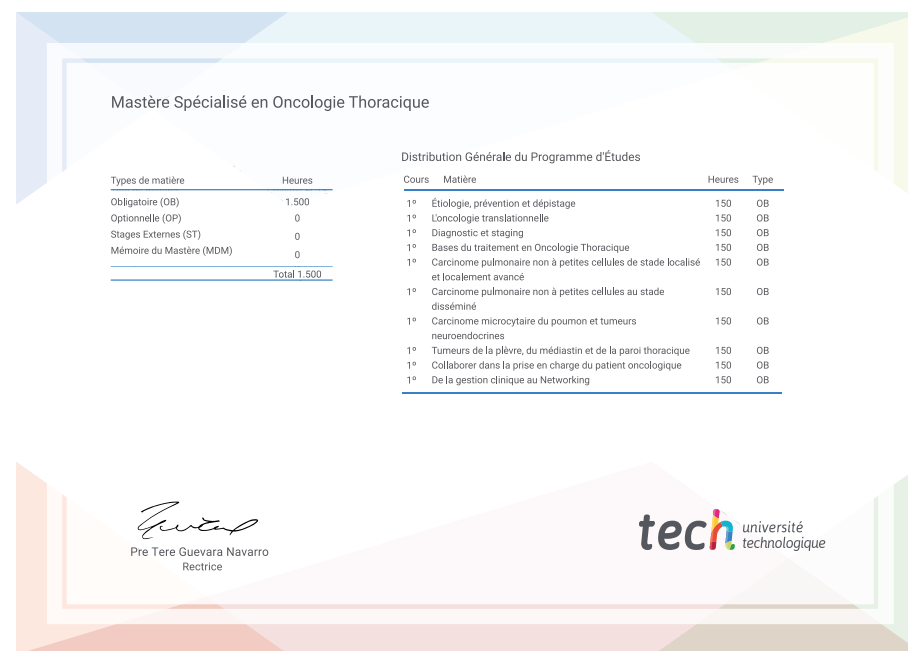 Mastère Spécialisé en Oncologie Thoracique
Types de matière Heures
Obligatoire (OB) 1.500
Optionnelle (OP) 0
Stages Externes (ST) 0
Mémoire du Mastère (MDM) 0
Total 1.500
Distribution Générale du Programme d'Études
Cours Matière Heures Type
1º Étiologie, prévention et dépistage 150 OB
1º L'oncologie translationnelle 150 OB
1º Diagnostic et staging 150 OB
1º Bases du traitement en Oncologie Thoracique 150 OB
1º Carcinome pulmonaire non à petites cellules de stade localisé 150 OB
et localement avancé
1º Carcinome pulmonaire non à petites cellules au stade 150 OB
disséminé
1º Carcinome microcytaire du poumon et tumeurs 150 OB
neuroendocrines
1º Tumeurs de la plèvre, du médiastin et de la paroi thoracique 150 OB
1º Collaborer dans la prise en charge du patient oncologique 150 OB
1º De la gestion clinique au Networking 150 OB
Pre Tere Guevara Navarro
Rectrice
tech université
technologique